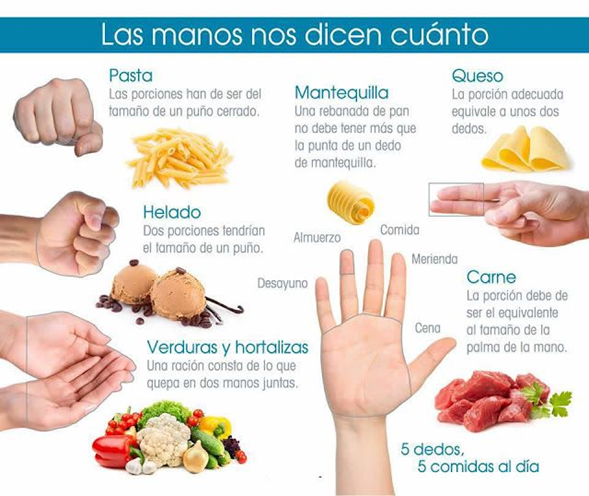 Las manos nos dicen cuánto
Pasta
Las porciones han de ser del
tamaño de un puño cerrado.
Mantequilla
Una rebanada de pan
no debe tener más que
la punta de un dedo
de mantequilla.
Queso
La porción adecuada
equivale a unos dos
dedos.
Helado
Dos porciones tendrían
el tamaño de un puño.
Almuerzo
Comida
Merienda
Desayuno
Cena
Carne
La porción debe de
ser el equivalente
al tamaño de la
palma de la mano.
Verduras y hortalizas
Una ración consta de lo que
quepa en dos manos juntas.
5 dedos,
5 comidas al día